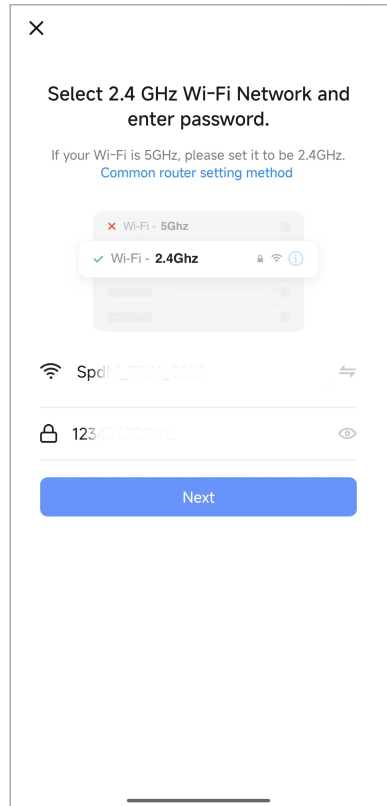 Select 2.4 GHz Wi-Fi Network and
enter password.
If your Wi-Fi is 5GHz, please set it to be 2.4GHz.
Common router setting method
Wi-Fi - 5Ghz
Wi-Fi - 2.4Ghz
Spd
123
Next